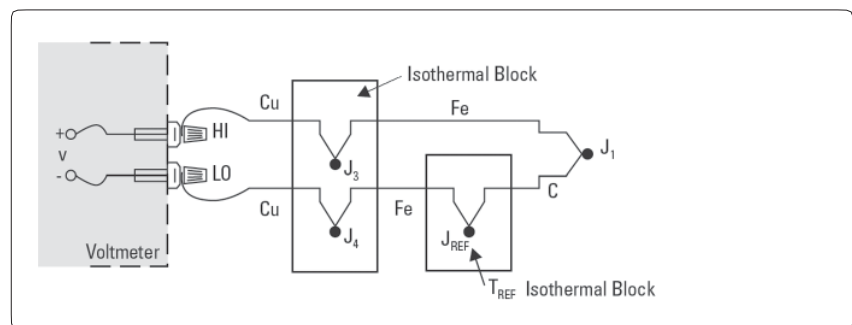 Isothermal Block
Cu
Fe
+
HI
J3
J1
v
-
LO
C
Cu
Fe
J4
JREF
Voltmeter
TREF Isothermal Block